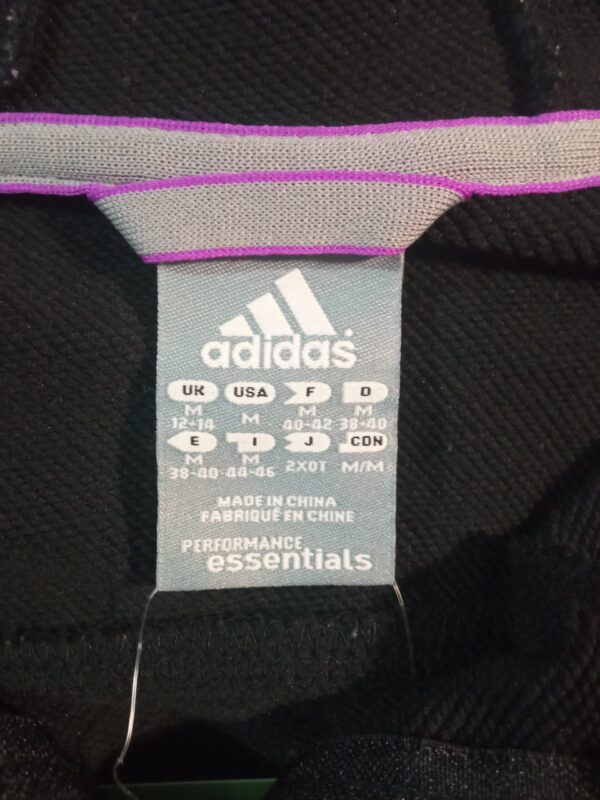 adidas
UK USA F D
M M M M
12-14 40-42 38-40
E I J CDN
M M 2XOT M/M
38-40 44-46
MADE IN CHINA
FABRIQUÉ EN CHINE
PERFORMANCE
essentials